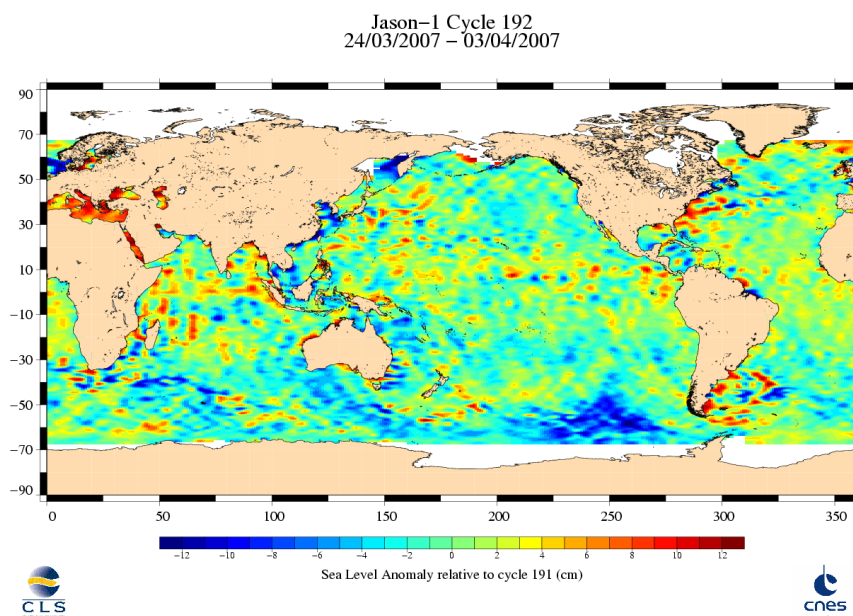 Jason−1 Cycle 192
24/03/2007 − 03/04/2007
90
70
50
30
10
−10
−30
−50
−70
−90
0 50 100 150 200 250 300 350
−12 −10 −8 −6 −4 −2 0 2 4 6 8 10 12
Sea Level Anomaly relative to cycle 191 (cm)
CLS
cnes